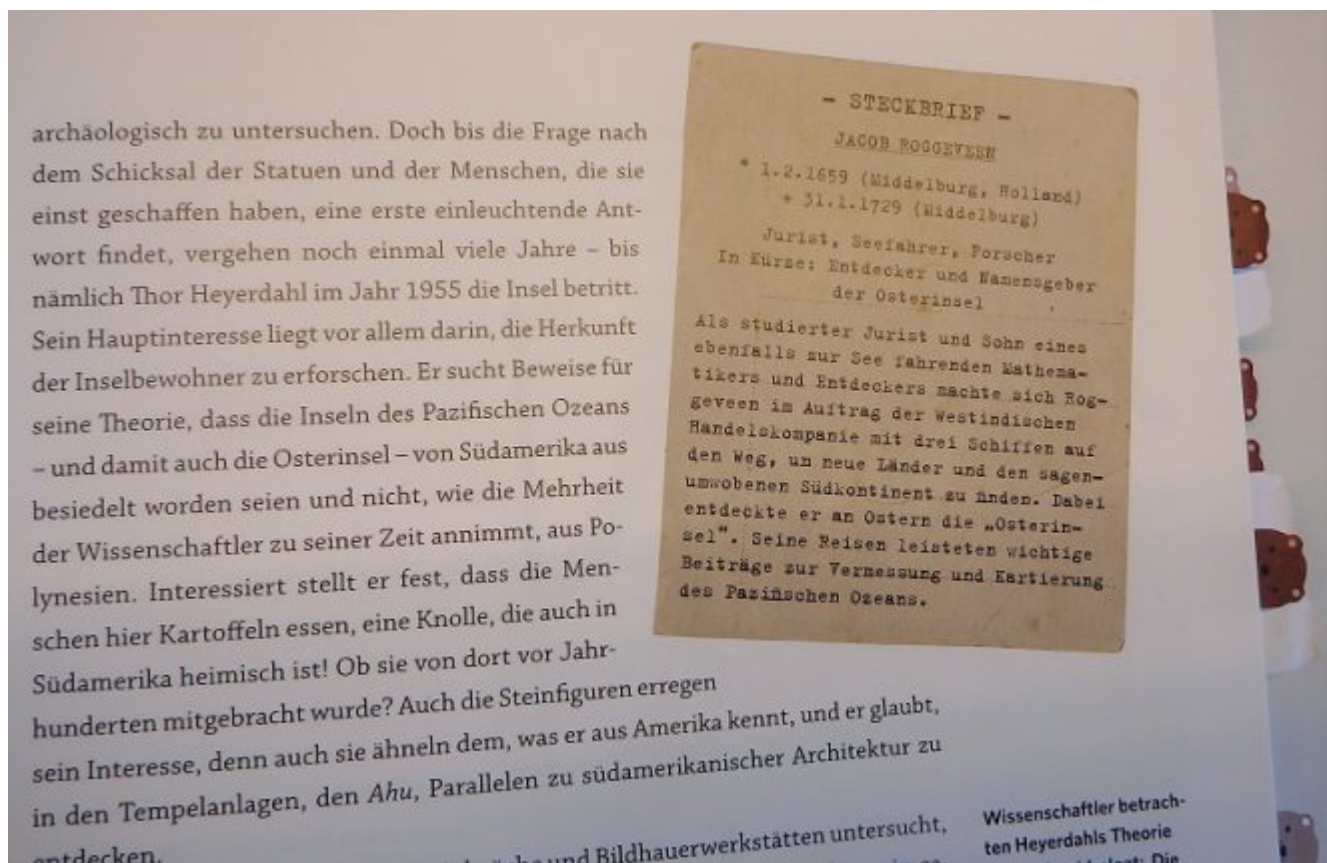 archäologisch zu untersuchen. Doch bis die Frage nach
dem Schicksal der Statuen und der Menschen, die sie
einst geschaffen haben, eine erste einleuchtende Ant-
wort findet, vergehen noch einmal viele Jahre – bis
nämlich Thor Heyerdahl im Jahr 1955 die Insel betritt.
Sein Hauptinteresse liegt vor allem darin, die Herkunft
der Inselbewohner zu erforschen. Er sucht Beweise für
seine Theorie, dass die Inseln des Pazifischen Ozeans
– und damit auch die Osterinsel – von Südamerika aus
besiedelt worden seien und nicht, wie die Mehrheit
der Wissenschaftler zu seiner Zeit annimmt, aus Po-
lynesien. Interessiert stellt er fest, dass die Men-
schen hier Kartoffeln essen, eine Knolle, die auch in
Südamerika heimisch ist! Ob sie von dort vor Jahr-
hunderten mitgebracht wurde? Auch die Steinfiguren erregen
sein Interesse, denn auch sie ähneln dem, was er aus Amerika kennt, und er glaubt,
in den Tempelanlagen, den Ahu, Parallelen zu südamerikanischer Architektur zu
entdecken.
und Bildhauerwerkstätten untersucht,
– STECKBRIEF –
JACOB ROGGEVEEN
* 1.2.1659 (Middelburg, Holland)
+ 31.1.1729 (Middelburg)
Jurist, Seefahrer, Forscher
In Kürze: Entdecker und Namensgeber
der Osterinsel
Als studierter Jurist und Sohn eines
ebenfalls zur See fahrenden Mathema-
tikers und Entdeckers machte sich Rog-
geveen im Auftrag der Westindischen
Handelskompanie mit drei Schiffen auf
den Weg, um neue Länder und den sagen-
umwobenen Südkontinent zu finden. Dabei
entdeckte er an Ostern die „Osterin-
sel". Seine Reisen leisteten wichtige
Beiträge zur Vermessung und Kartierung
des Pazifischen Ozeans.
Wissenschaftler betrach-
ten Heyerdahls Theorie
Die